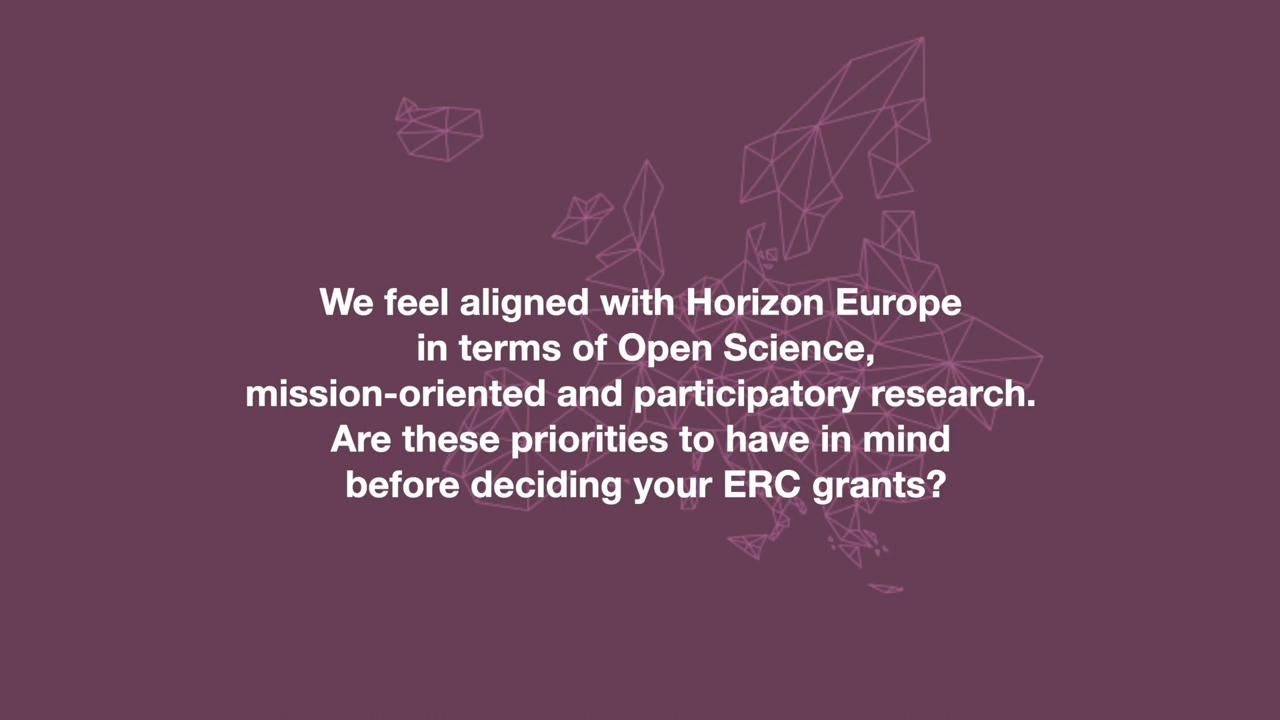 We feel aligned with Horizon Europe
in terms of Open Science,
mission-oriented and participatory research.
Are these priorities to have in mind
before deciding your ERC grants?